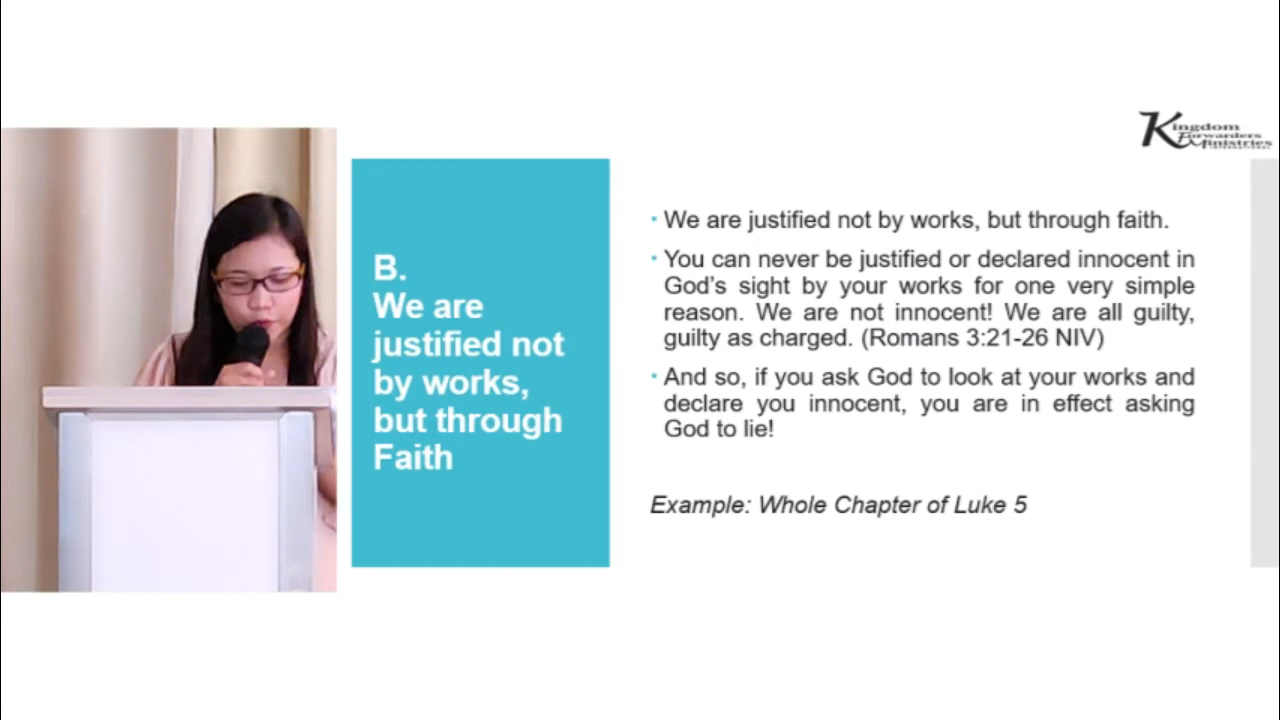 Kingdom
Forwarders
Ministries
INTERNATIONAL
B.
We are
justified not
by works,
but through
Faith
• We are justified not by works, but through faith.
• You can never be justified or declared innocent in
God's sight by your works for one very simple
reason. We are not innocent! We are all guilty,
guilty as charged. (Romans 3:21-26 NIV)
• And so, if you ask God to look at your works and
declare you innocent, you are in effect asking
God to lie!
Example: Whole Chapter of Luke 5